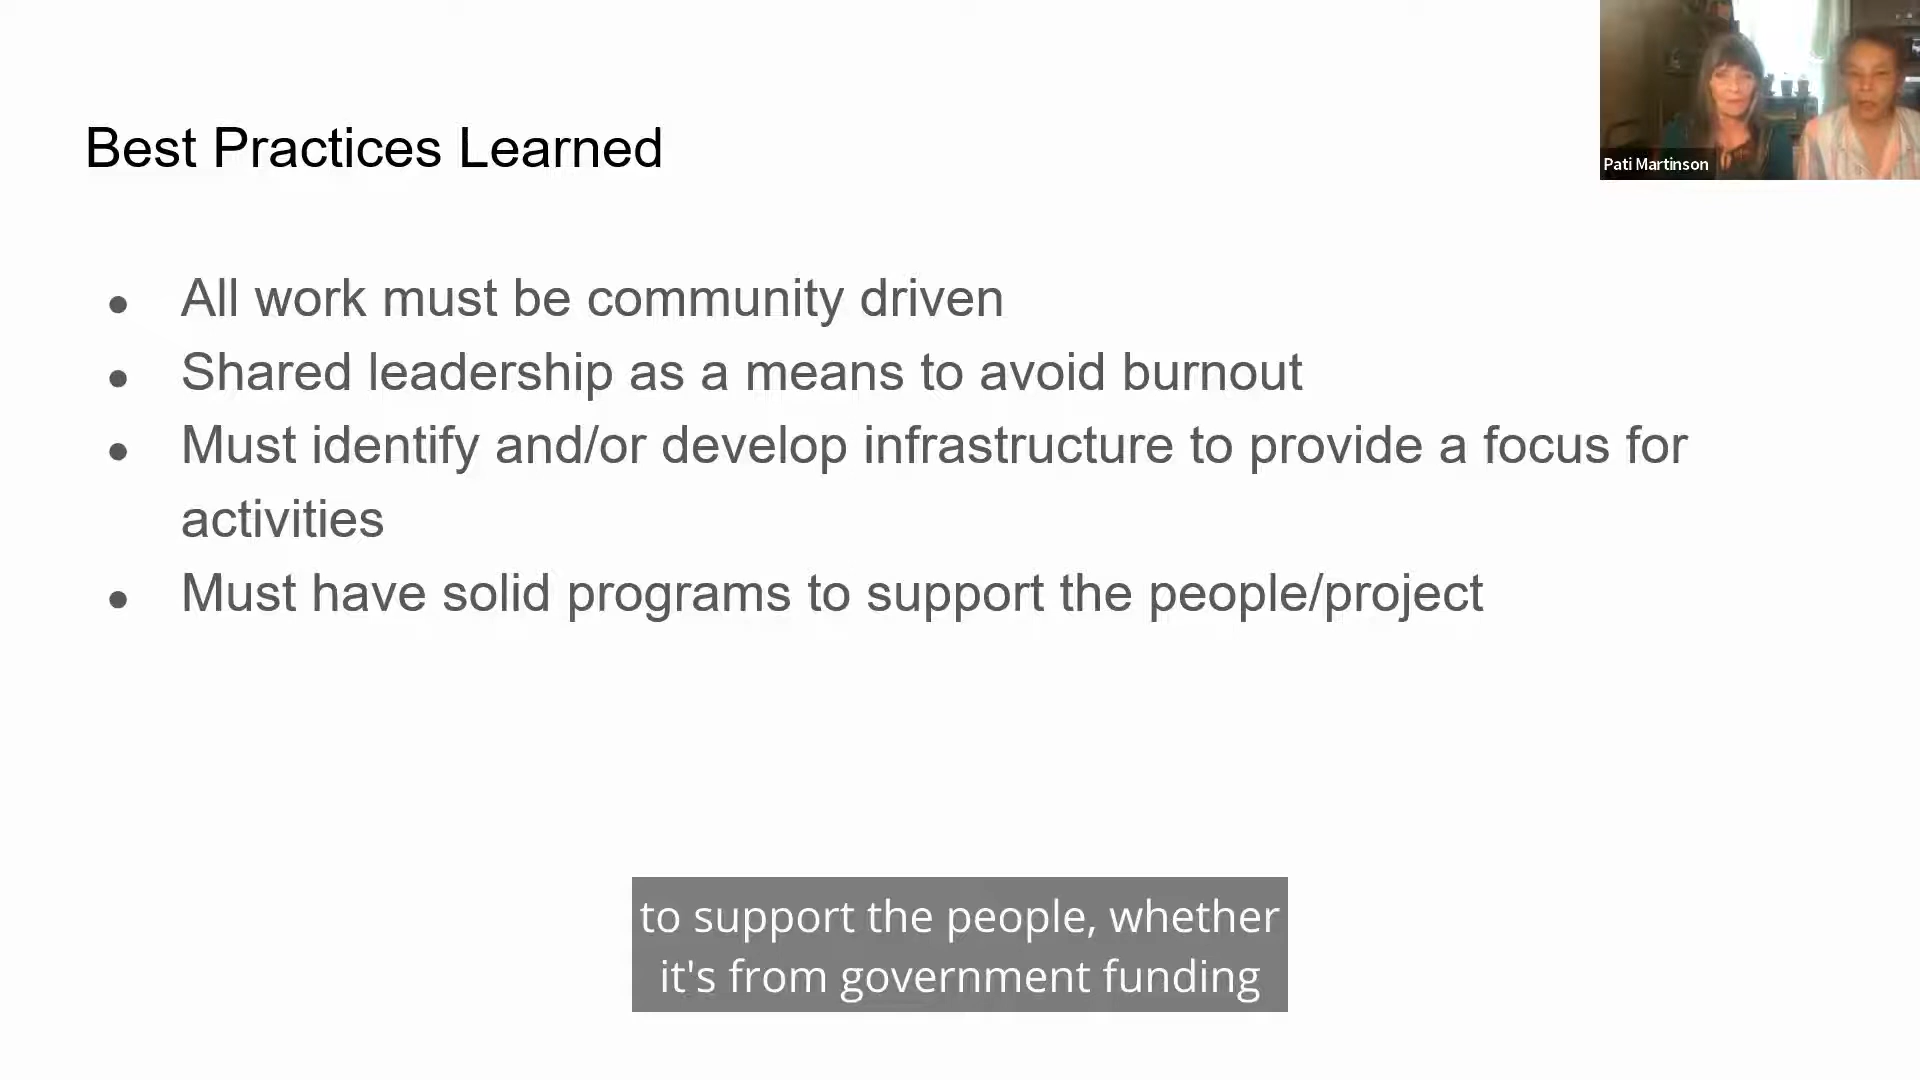 Best Practices Learned
Pati Martinson
● All work must be community driven
● Shared leadership as a means to avoid burnout
● Must identify and/or develop infrastructure to provide a focus for
activities
● Must have solid programs to support the people/project
to support the people, whether
it's from government funding